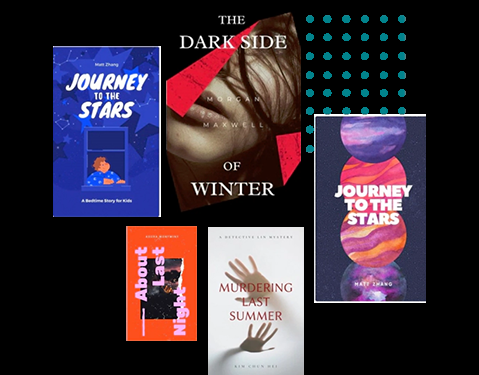 Matt Zhang
JOURNEY
TO THE
STARS
A Bedtime Story for Kids
THE
DARK SIDE
MORGAN
MAXWELL
OF
WINTER
JOURNEY
TO THE
STARS
MATT ZHANG
About
Last
Night
A DETECTIVE LIN MYSTERY
MURDERING
LAST
SUMMER
KIM CHUN HEI